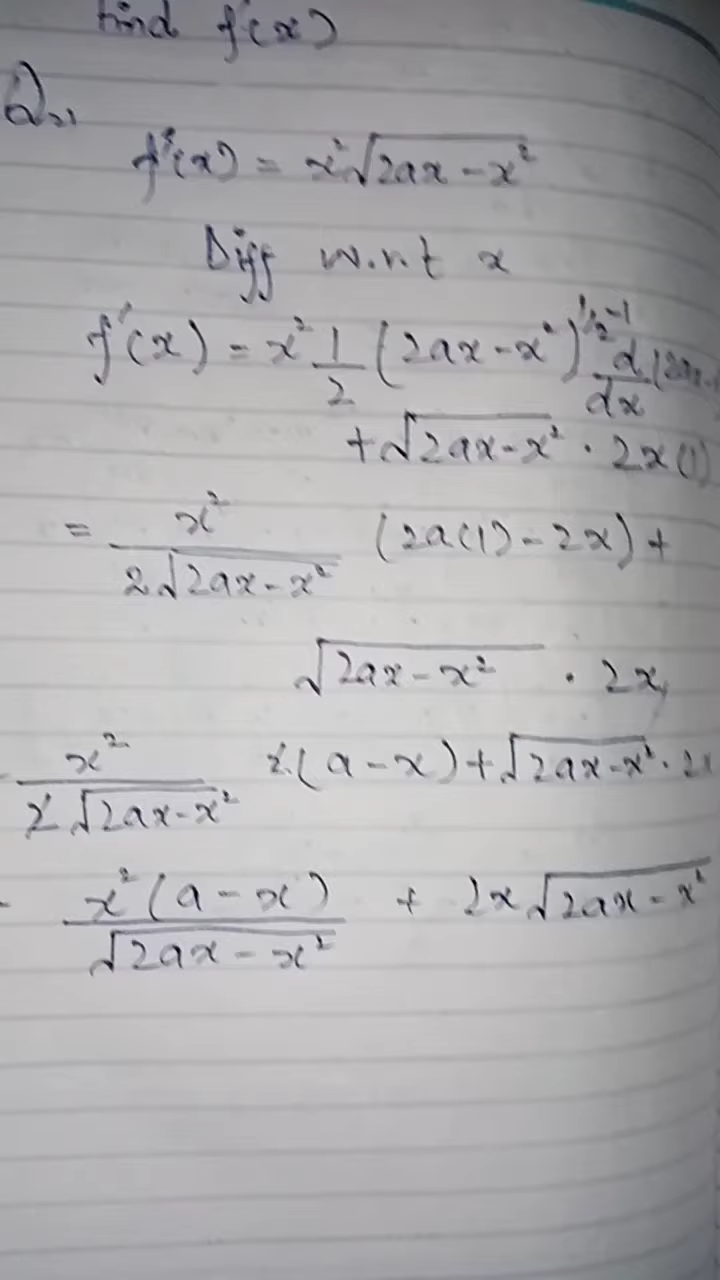 Find f'(x)
Q21
f'(x) = x²√(2ax - x²)
Diff w.r.t x
f'(x) = x² 1/2 (2ax - x²)^(1/2 - 1) d/dx (2ax -
+ √(2ax - x²) · 2x(1)
= x² / 2√(2ax - x²) (2a(1) - 2x) +
√(2ax - x²) · 2x
x² / 2√(2ax - x²) 2(a - x) + √(2ax - x²) · 2x
x²(a - x) / √(2ax - x²) + 2x√(2ax - x²)